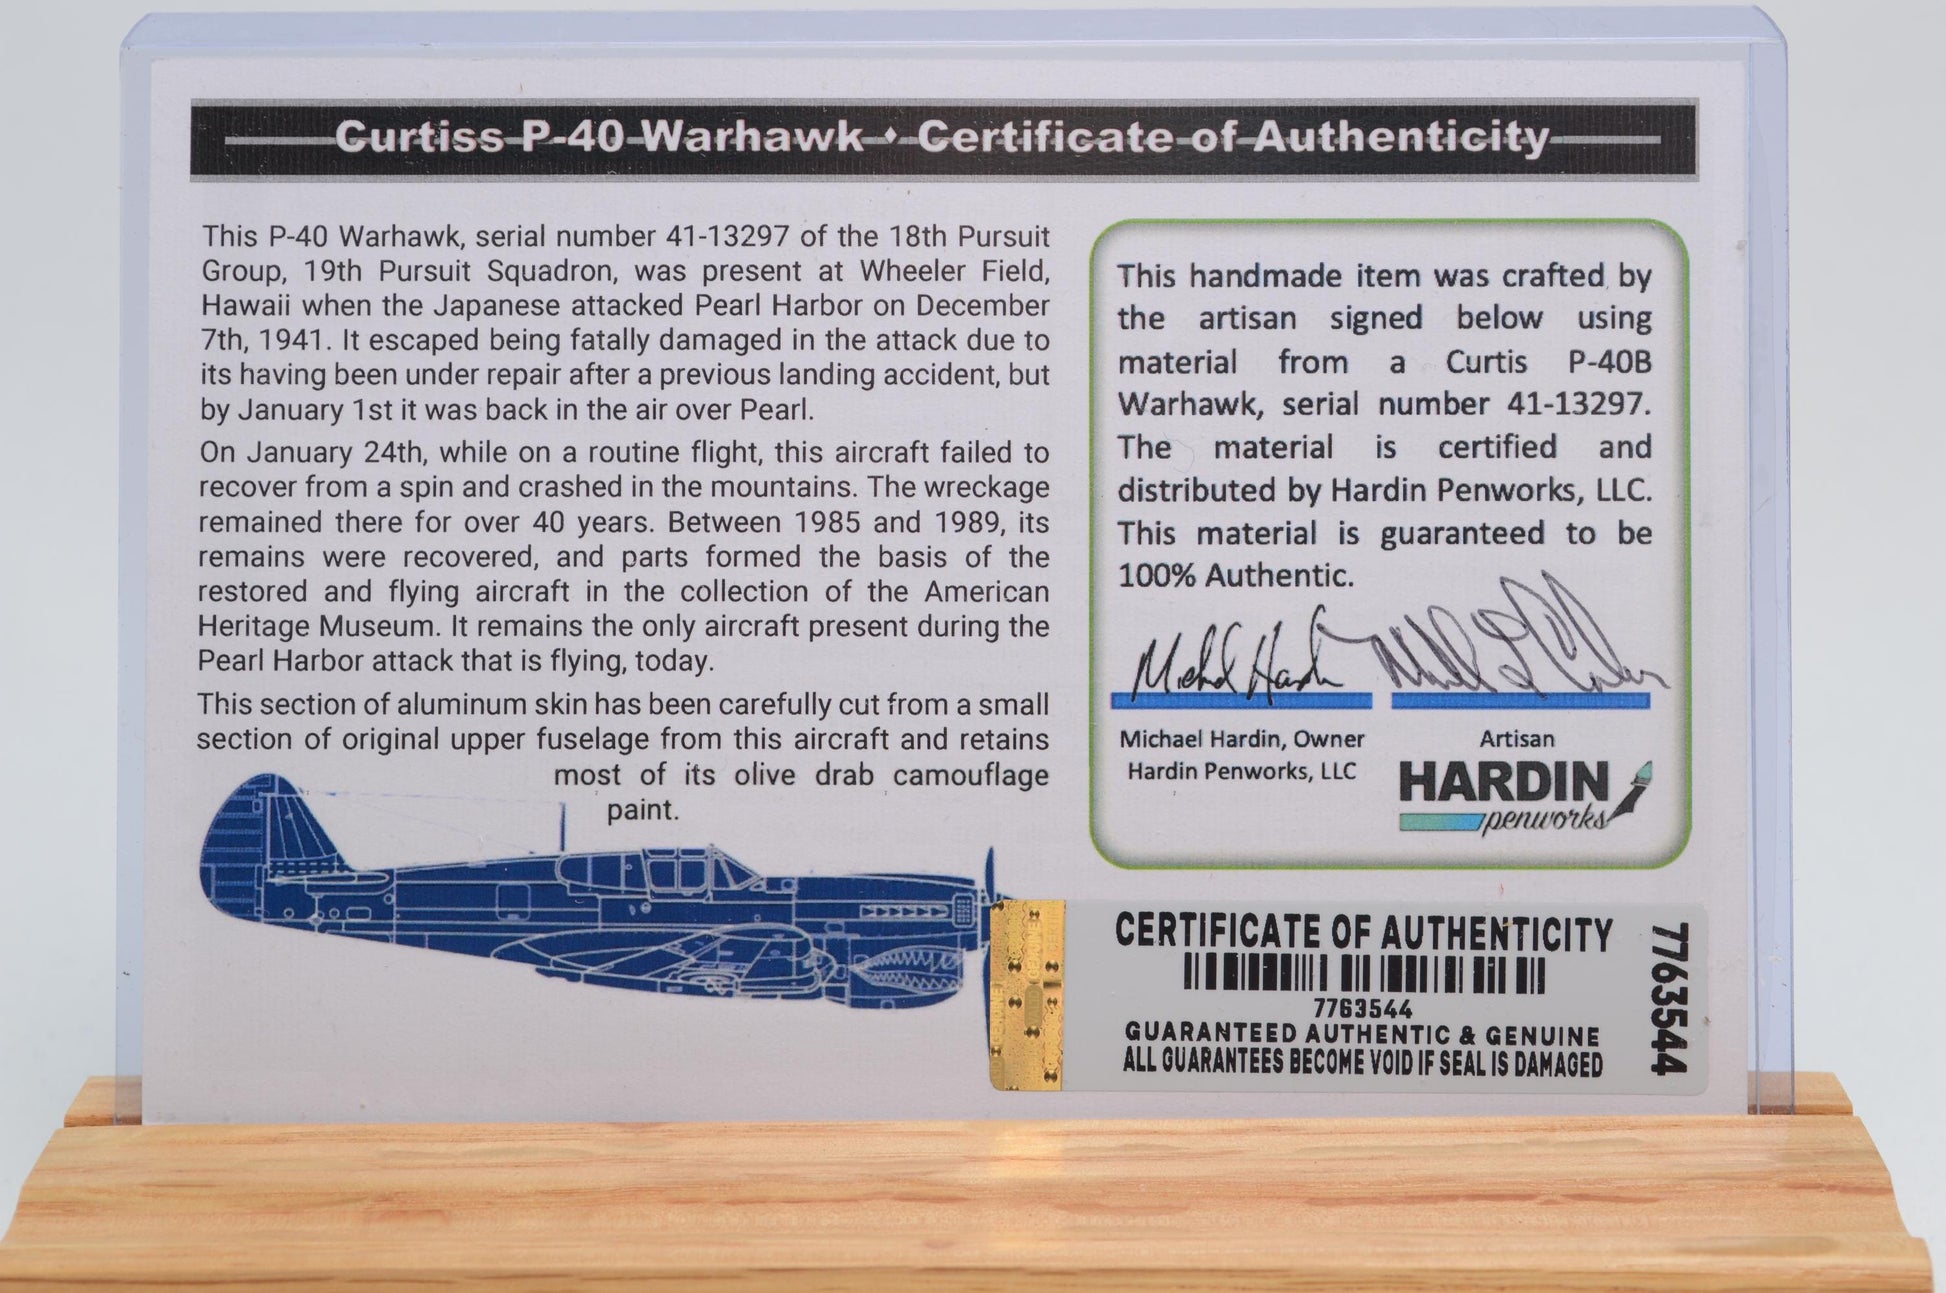 Curtiss P-40 Warhawk ♦ Certificate of Authenticity
This P-40 Warhawk, serial number 41-13297 of the 18th Pursuit
Group, 19th Pursuit Squadron, was present at Wheeler Field,
Hawaii when the Japanese attacked Pearl Harbor on December
7th, 1941. It escaped being fatally damaged in the attack due to
its having been under repair after a previous landing accident, but
by January 1st it was back in the air over Pearl.
On January 24th, while on a routine flight, this aircraft failed to
recover from a spin and crashed in the mountains. The wreckage
remained there for over 40 years. Between 1985 and 1989, its
remains were recovered, and parts formed the basis of the
restored and flying aircraft in the collection of the American
Heritage Museum. It remains the only aircraft present during the
Pearl Harbor attack that is flying, today.
This section of aluminum skin has been carefully cut from a small
section of original upper fuselage from this aircraft and retains
most of its olive drab camouflage
paint.
This handmade item was crafted by
the artisan signed below using
material from a Curtis P-40B
Warhawk, serial number 41-13297.
The material is certified and
distributed by Hardin Penworks, LLC.
This material is guaranteed to be
100% Authentic.
Michael Hardin
Michael Hardin, Owner
Hardin Penworks, LLC
Artisan
HARDIN
penworks
CERTIFICATE OF AUTHENTICITY
7763544
GUARANTEED AUTHENTIC & GENUINE
ALL GUARANTEES BECOME VOID IF SEAL IS DAMAGED
7763544